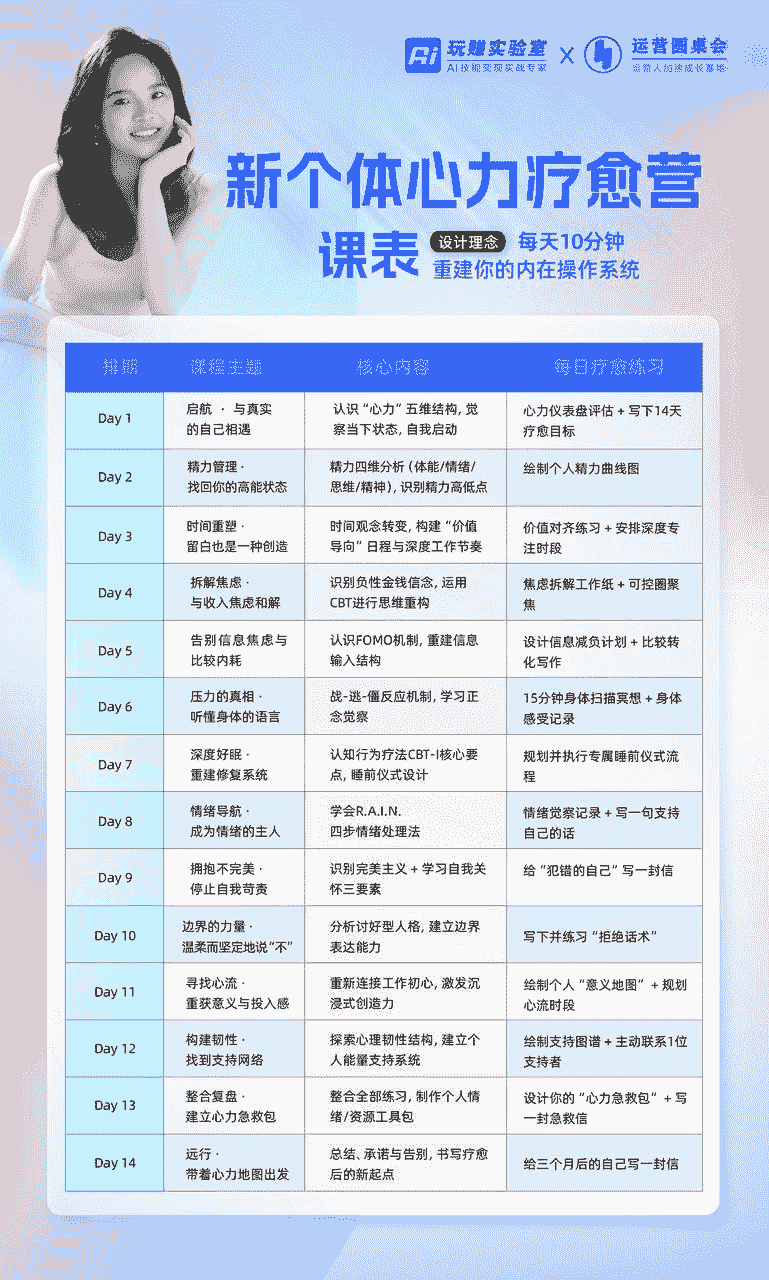 Ai 玩赚实验室 X 运营圈桌会
AI技能变现实战专家 运营人加速成长基地
新个体心力疗愈营
课表 设计理念 每天10分钟
重建你的内在操作系统
排期 课程主题 核心内容 每日疗愈练习
Day 1
启航 · 与真实
的自己相遇
认识“心力”五维结构, 觉
察当下状态, 自我启动
心力仪表盘评估 + 写下14天
疗愈目标
Day 2
精力管理 ·
找回你的高能状态
精力四维分析 (体能/情绪/
思维/精神), 识别精力高低点
绘制个人精力曲线图
Day 3
时间重塑 ·
留白也是一种创造
时间观念转变, 构建“价值
导向”日程与深度工作节奏
价值对齐练习 + 安排深度专
注时段
Day 4
拆解焦虑 ·
与收入焦虑和解
识别负性金钱信念, 运用
CBT进行思维重构
焦虑拆解工作纸 + 可控圈聚
焦
Day 5
告别信息焦虑与
比较内耗
认识FOMO机制, 重建信息
输入结构
设计信息减负计划 + 比较转
化写作
Day 6
压力的真相 ·
听懂身体的语言
战-逃-僵反应机制, 学习正
念觉察
15分钟身体扫描冥想 + 身体
感受记录
Day 7
深度好眠 ·
重建修复系统
认知行为疗法CBT-I核心要
点, 睡前仪式设计
规划并执行专属睡前仪式流
程
Day 8
情绪导航 ·
成为情绪的主人
学会R.A.I.N.
四步情绪处理法
情绪觉察记录 + 写一句支持
自己的话
Day 9
拥抱不完美 ·
停止自我苛责
识别完美主义 + 学习自我关
怀三要素
给“犯错的自己”写一封信
Day 10
边界的力量 ·
温柔而坚定地说“不”
分析讨好型人格, 建立边界
表达能力
写下并练习“拒绝话术”
Day 11
寻找心流 ·
重获意义与投入感
重新连接工作初心, 激发沉
浸式创造力
绘制个人“意义地图” + 规划
心流时段
Day 12
构建韧性 ·
找到支持网络
探索心理韧性结构, 建立个
人能量支持系统
绘制支持图谱 + 主动联系1位
支持者
Day 13
整合复盘 ·
建立心力急救包
整合全部练习, 制作个人情
绪/资源工具包
设计你的“心力急救包” + 写
一封急救信
Day 14
远行 ·
带着心力地图出发
总结、承诺与告别, 书写疗愈
后的新起点
给三个月后的自己写一封信